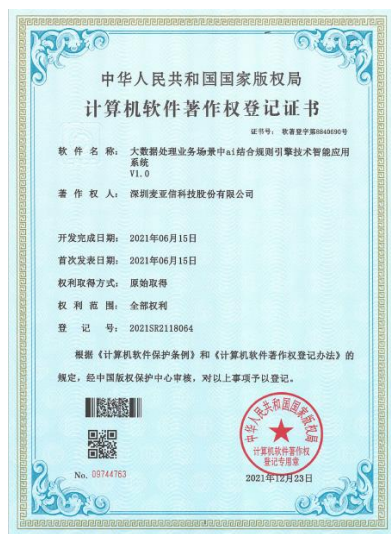 中华人民共和国国家版权局
计算机软件著作权登记证书
证书号： 软著登字第8840690号
软件名称： 大数据处理业务场景中ai结合规则引擎技术智能应用
系统
V1.0
著作权人： 深圳麦亚信科技股份有限公司
开发完成日期： 2021年06月15日
首次发表日期： 2021年06月15日
权利取得方式： 原始取得
权利范围： 全部权利
登记号： 2021SR2118064
根据《计算机软件保护条例》和《计算机软件著作权登记办法》的
规定，经中国版权保护中心审核，对以上事项予以登记。
中华人民共和国国家版权局
计算机软件著作权
登记专用章
No. 09744763
2021年12月23日